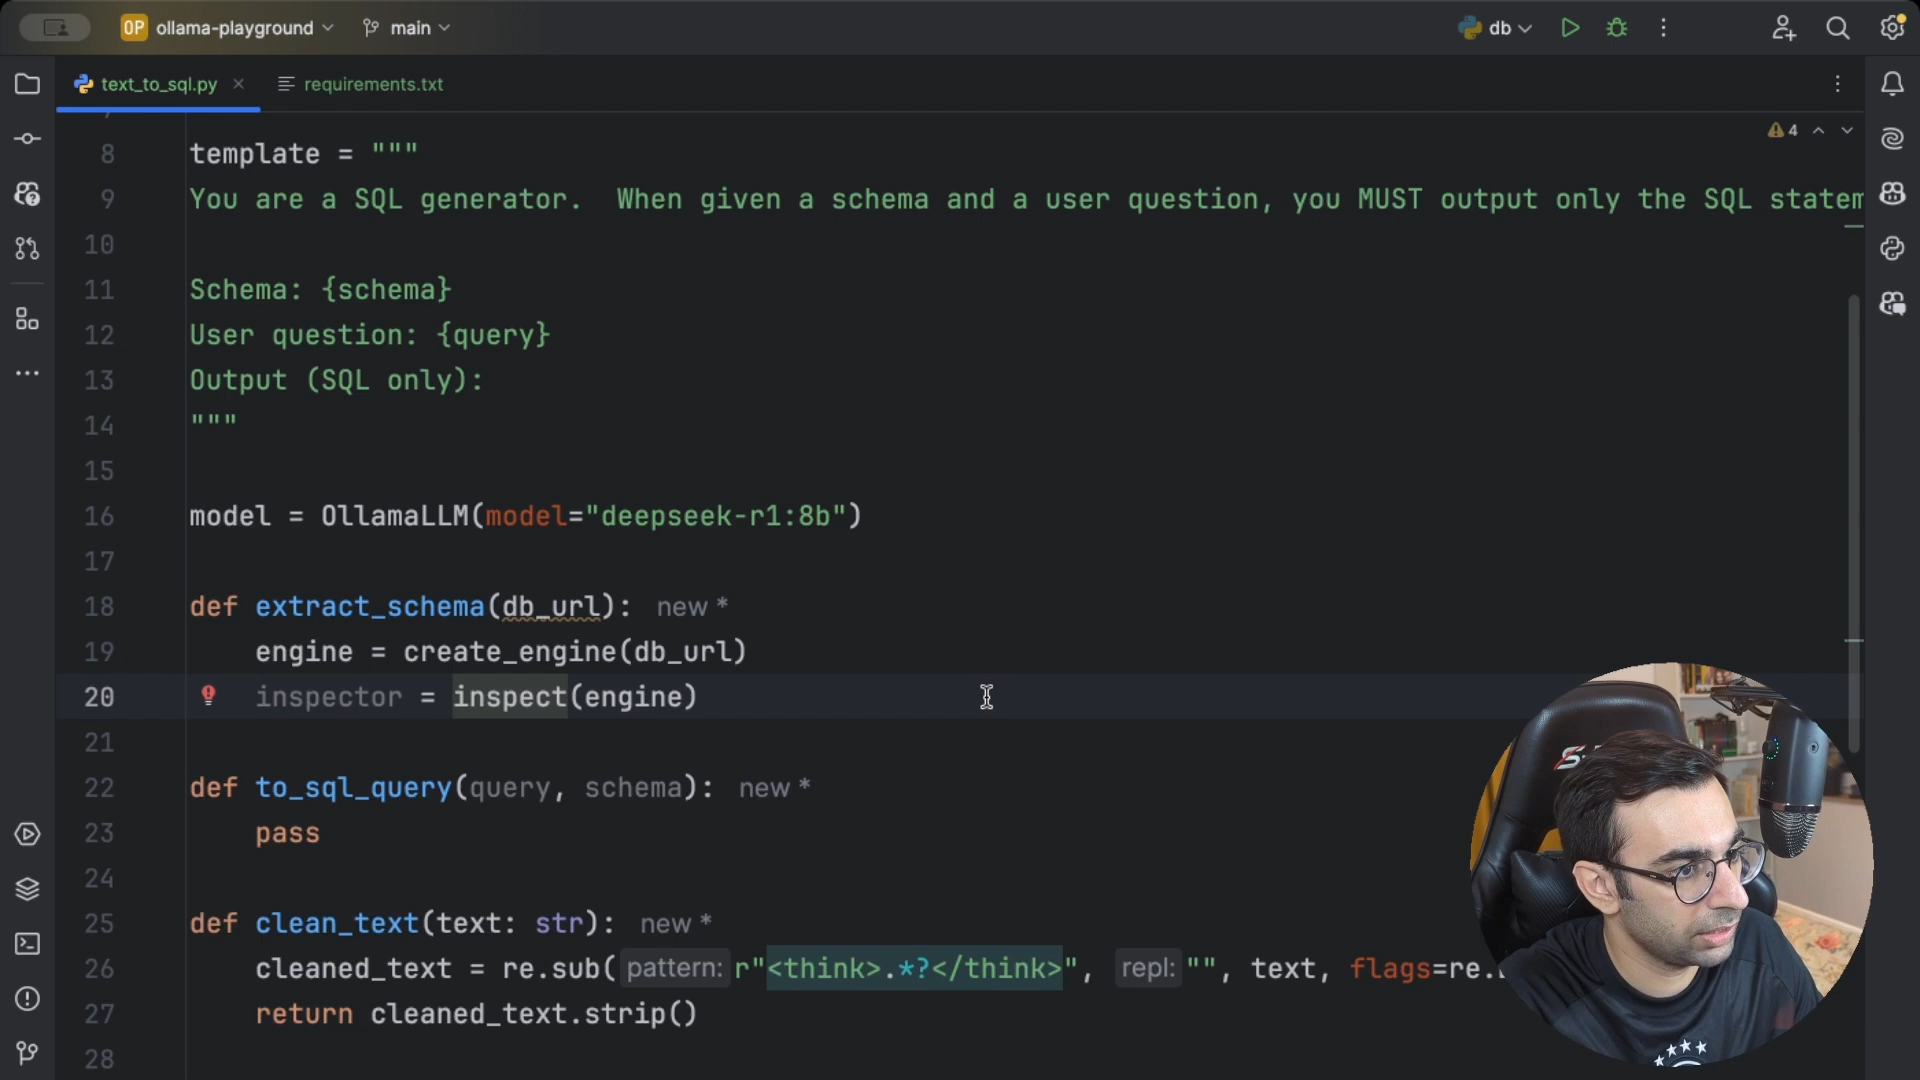 OP ollama-playground main db
text_to_sql.py requirements.txt
4
8 template = """
9 You are a SQL generator.  When given a schema and a user question, you MUST output only the SQL statem
10
11 Schema: {schema}
12 User question: {query}
13 Output (SQL only):
14 """
15
16 model = OllamaLLM(model="deepseek-r1:8b")
17
18 def extract_schema(db_url): new *
19 engine = create_engine(db_url)
20 inspector = inspect(engine)
21
22 def to_sql_query(query, schema): new *
23 pass
24
25 def clean_text(text: str): new *
26 cleaned_text = re.sub( pattern: r"<think>.*?</think>", repl: "", text, flags=re.
27 return cleaned_text.strip()
28